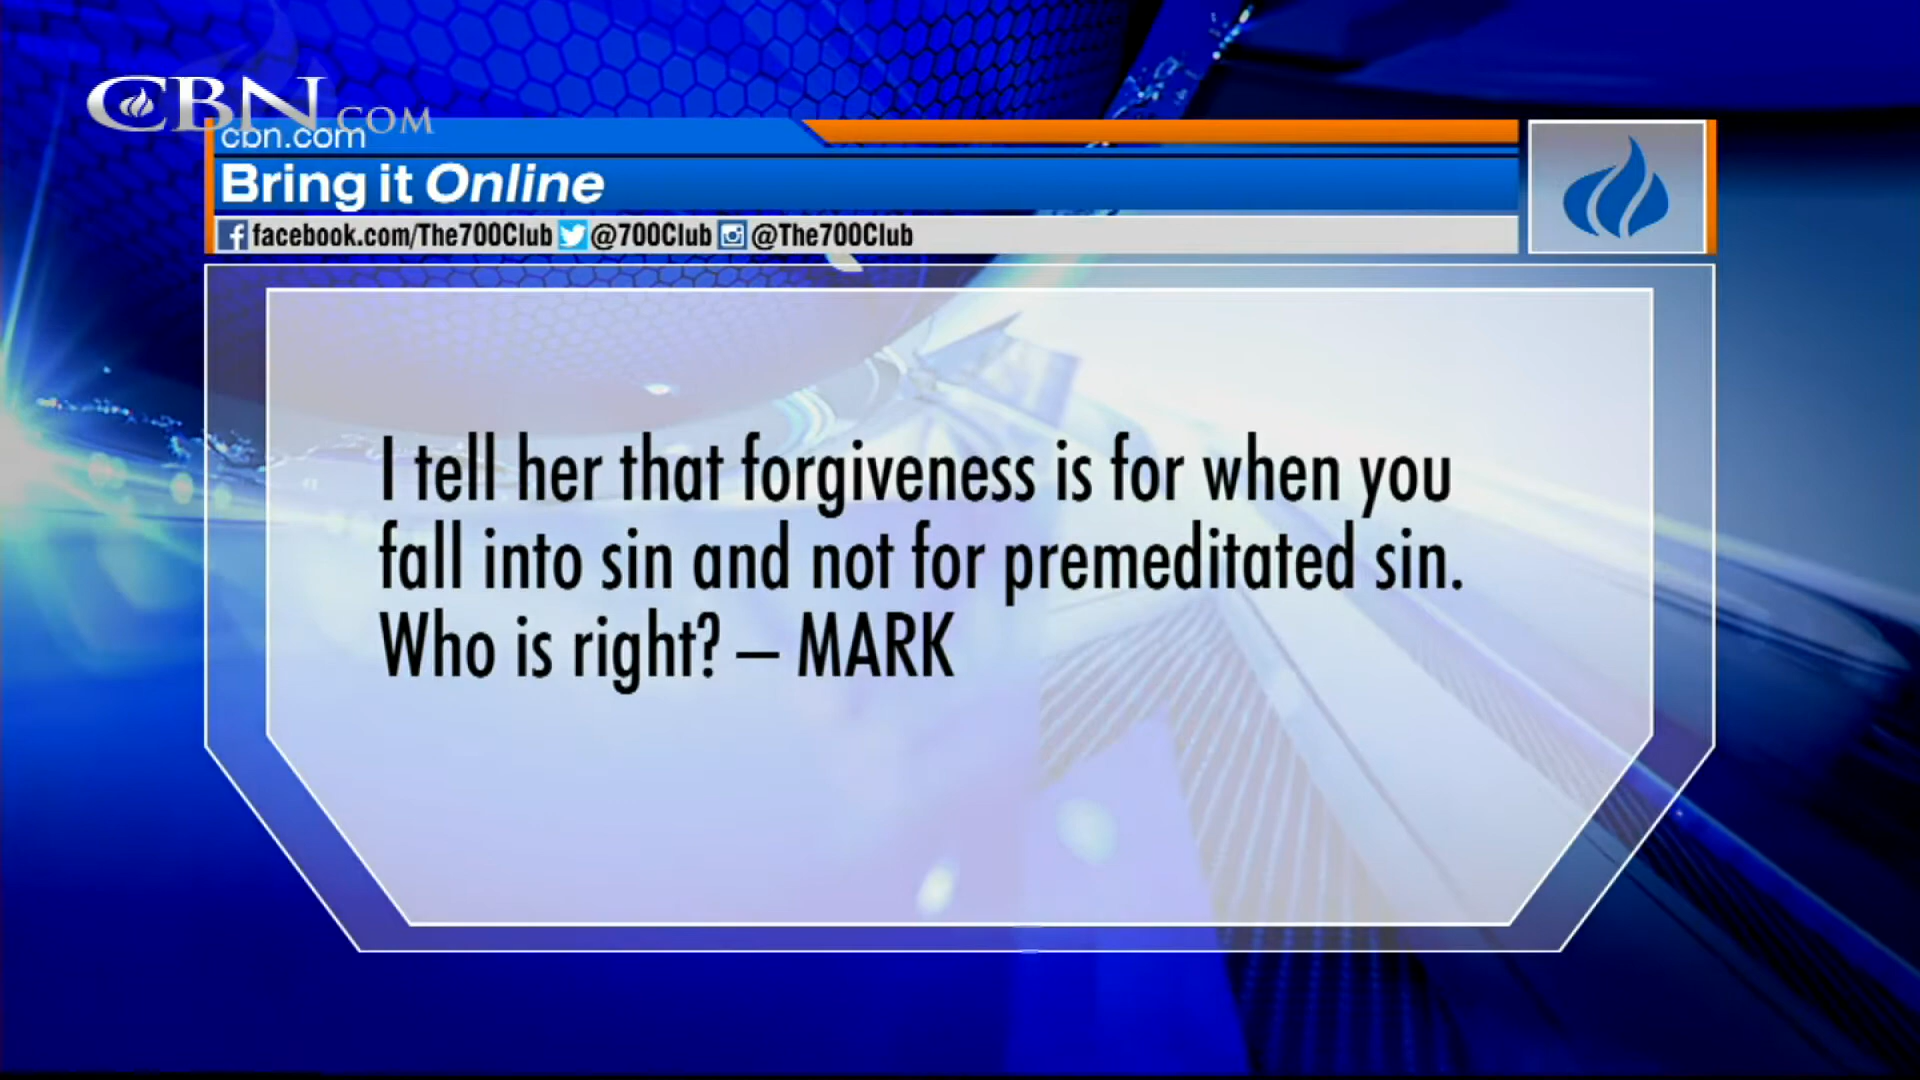 CBN.COM
cbn.com
Bring it Online
facebook.com/The700Club @700Club @The700Club
I tell her that forgiveness is for when you
fall into sin and not for premeditated sin.
Who is right? – MARK